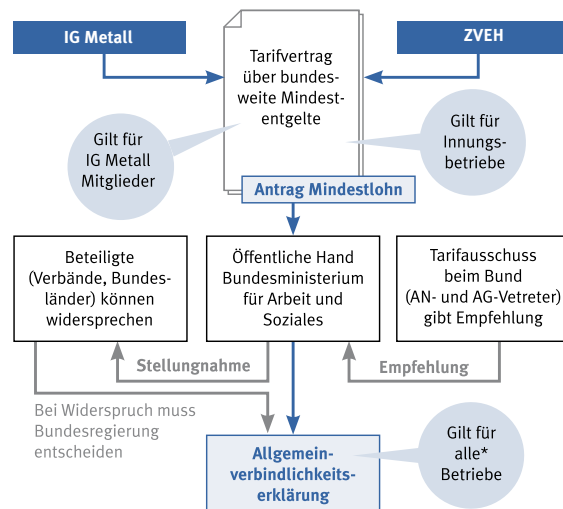 IG Metall
ZVEH
Tarifvertrag
über bundes-
weite Mindest-
entgelte
Gilt für
IG Metall
Mitglieder
Gilt für
Innungs-
betriebe
Antrag Mindestlohn
Beteiligte
(Verbände, Bundes-
länder) können
widersprechen
Öffentliche Hand
Bundesministerium
für Arbeit und
Soziales
Tarifausschuss
beim Bund
(AN- und AG-Vetreter)
gibt Empfehlung
Stellungnahme
Empfehlung
Bei Widerspruch muss
Bundesregierung
entscheiden
Allgemein-
verbindlichkeits-
erklärung
Gilt für
alle*
Betriebe